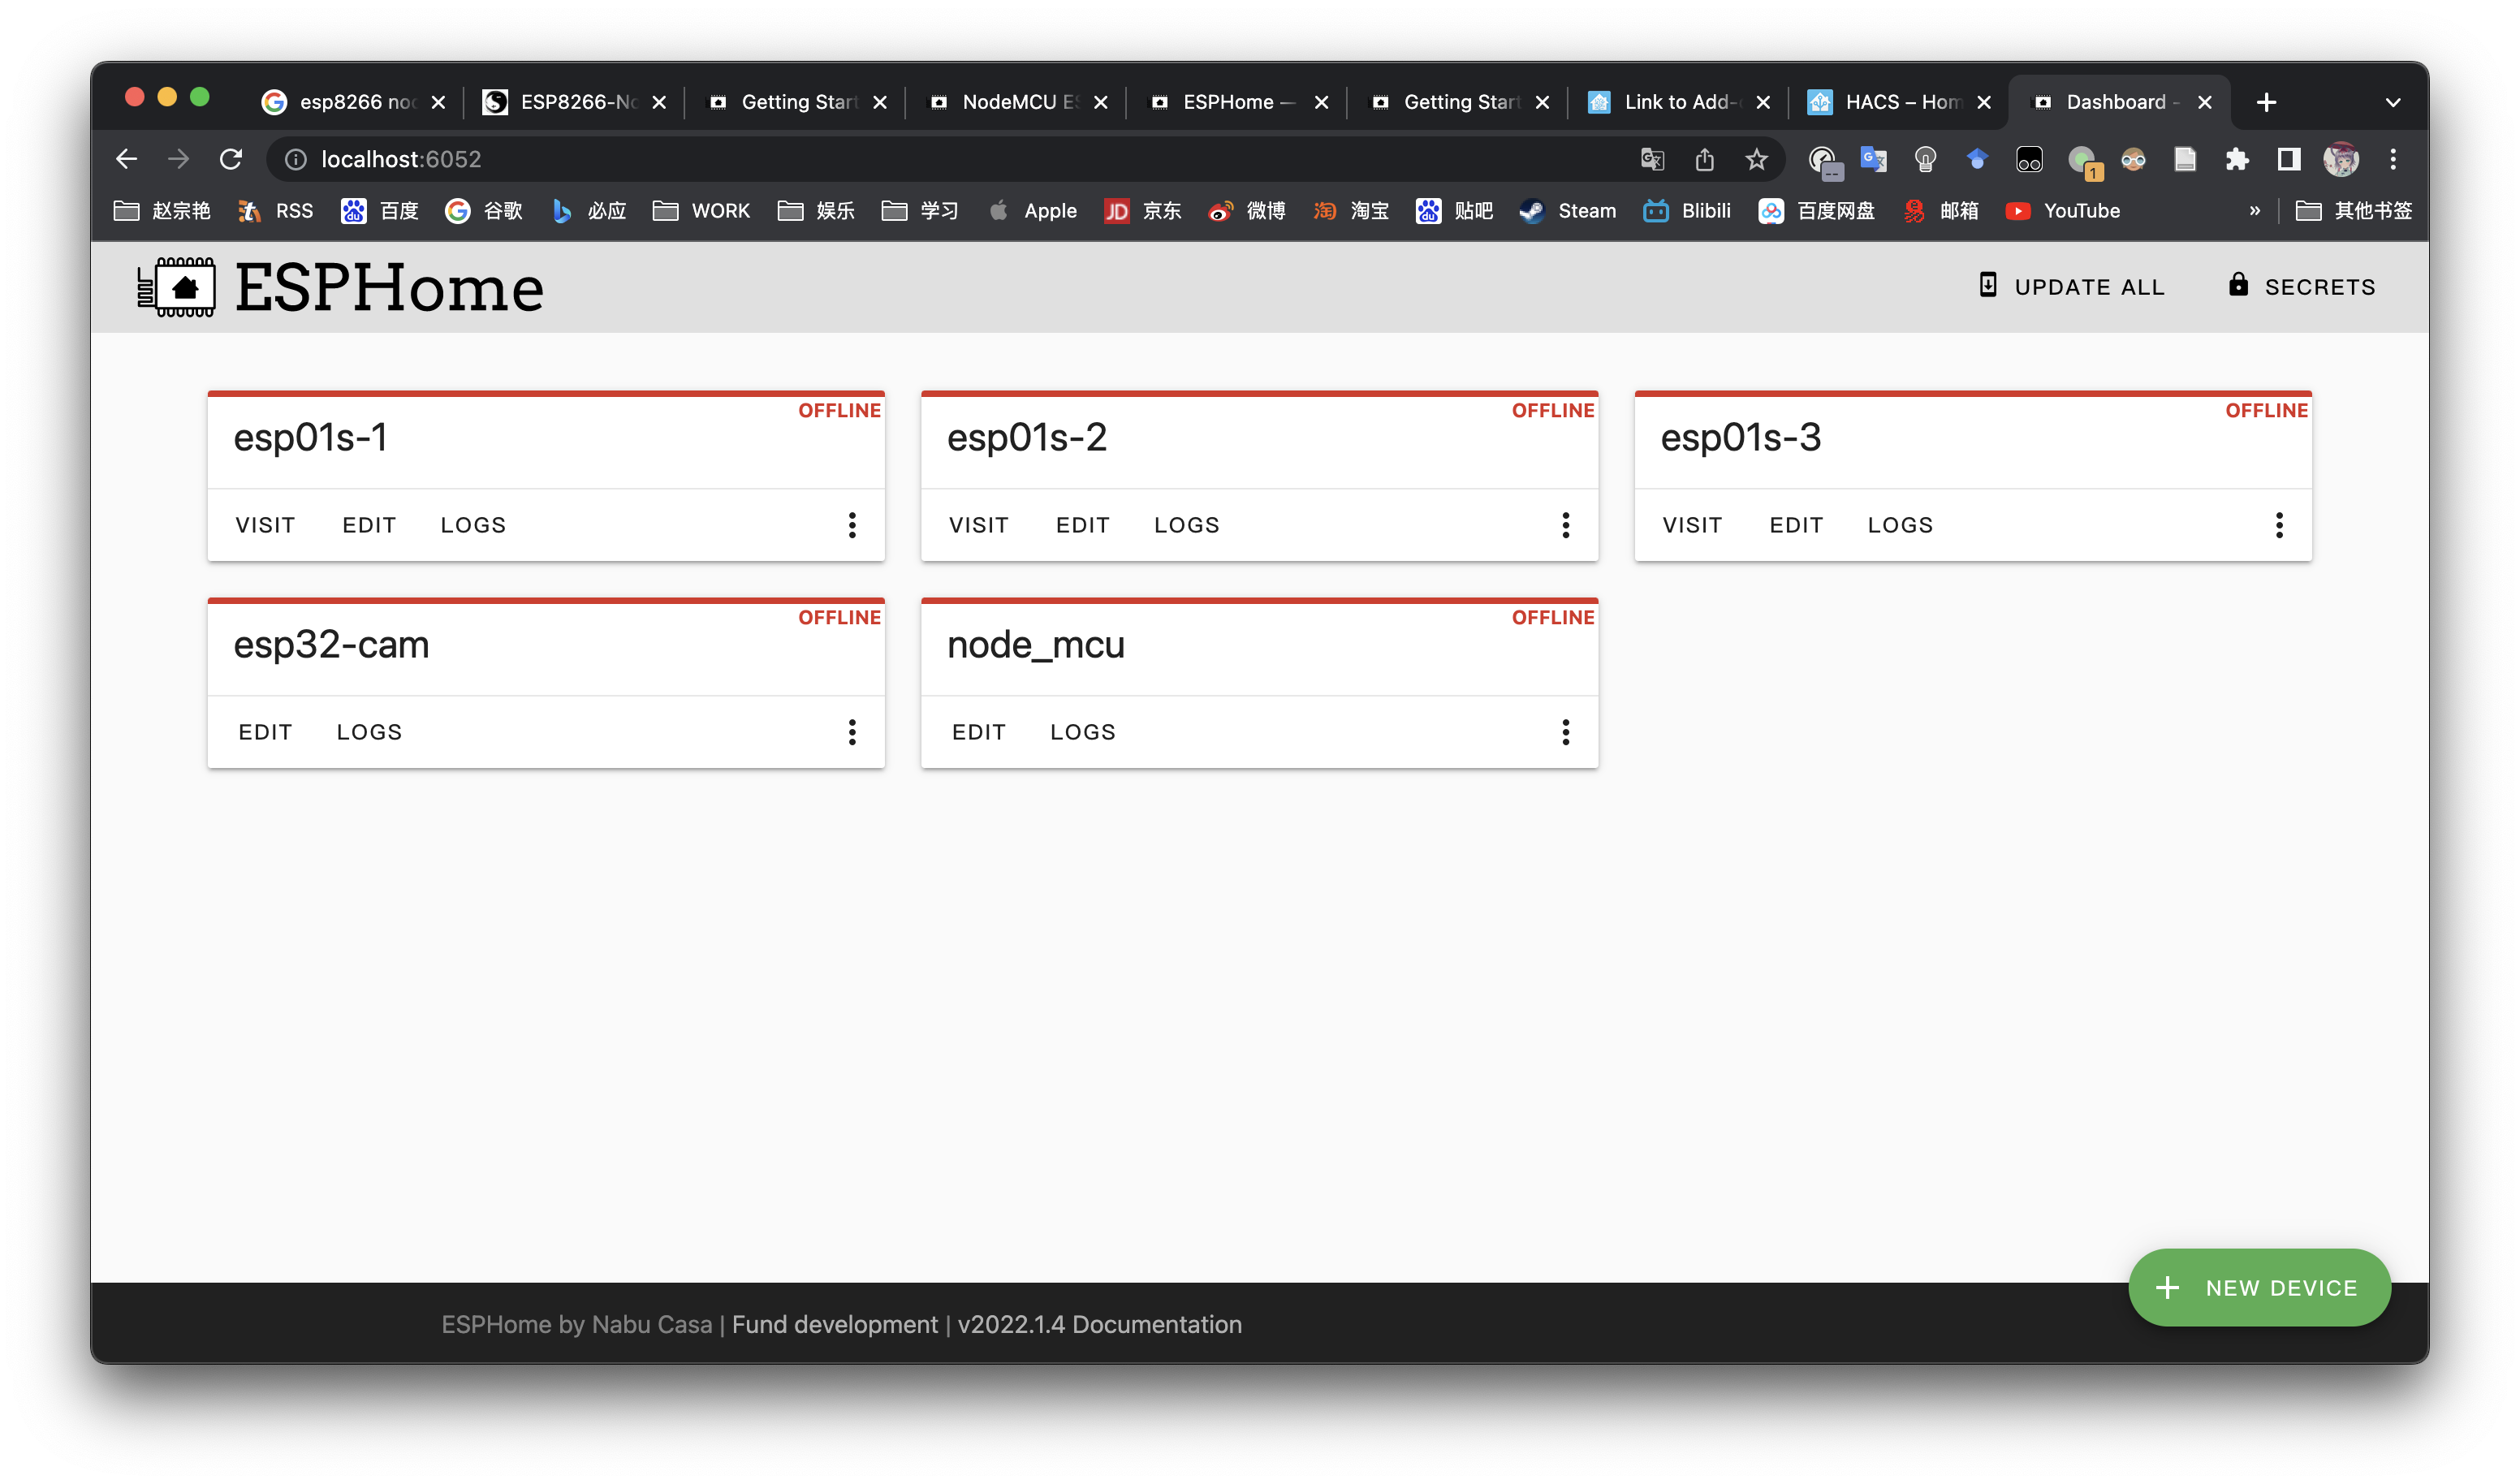 esp8266 noc
ESP8266-No
Getting Start
NodeMCU ES
ESPHome —
Getting Start
Link to Add-
HACS – Hom
Dashboard -
localhost:6052
1
赵宗艳
RSS
百度
谷歌
必应
WORK
娱乐
学习
Apple
JD 京东
微博
淘 淘宝
贴吧
Steam
Blibili
百度网盘
邮箱
YouTube
»
其他书签
ESPHome
UPDATE ALL
SECRETS
OFFLINE
esp01s-1
VISIT EDIT LOGS
OFFLINE
esp01s-2
VISIT EDIT LOGS
OFFLINE
esp01s-3
VISIT EDIT LOGS
OFFLINE
esp32-cam
EDIT LOGS
OFFLINE
node_mcu
EDIT LOGS
+ NEW DEVICE
ESPHome by Nabu Casa | Fund development | v2022.1.4 Documentation